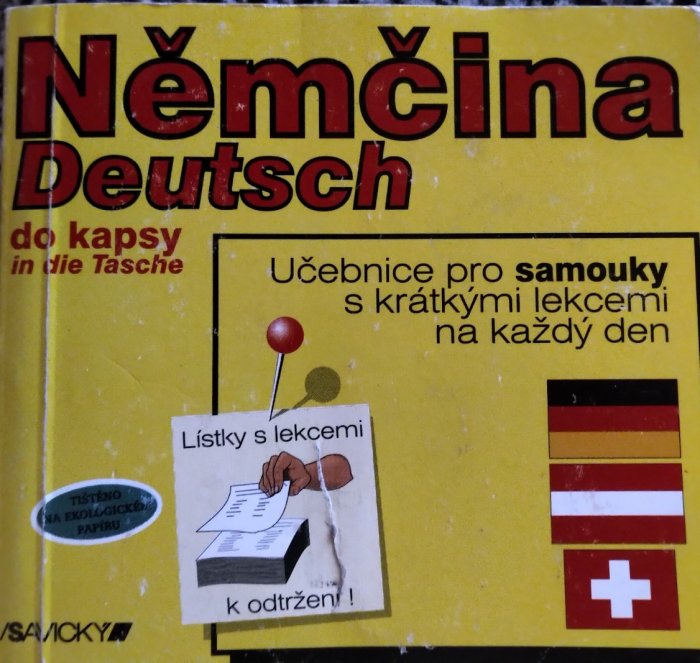 Němčina
Deutsch
do kapsy
in die Tasche
Učebnice pro samouky
s krátkými lekcemi
na každý den
Lístky s lekcemi
k odtržení!
TIŠTĚNO
NA EKOLOGICKÉM
PAPÍRU
SAVICKÝ